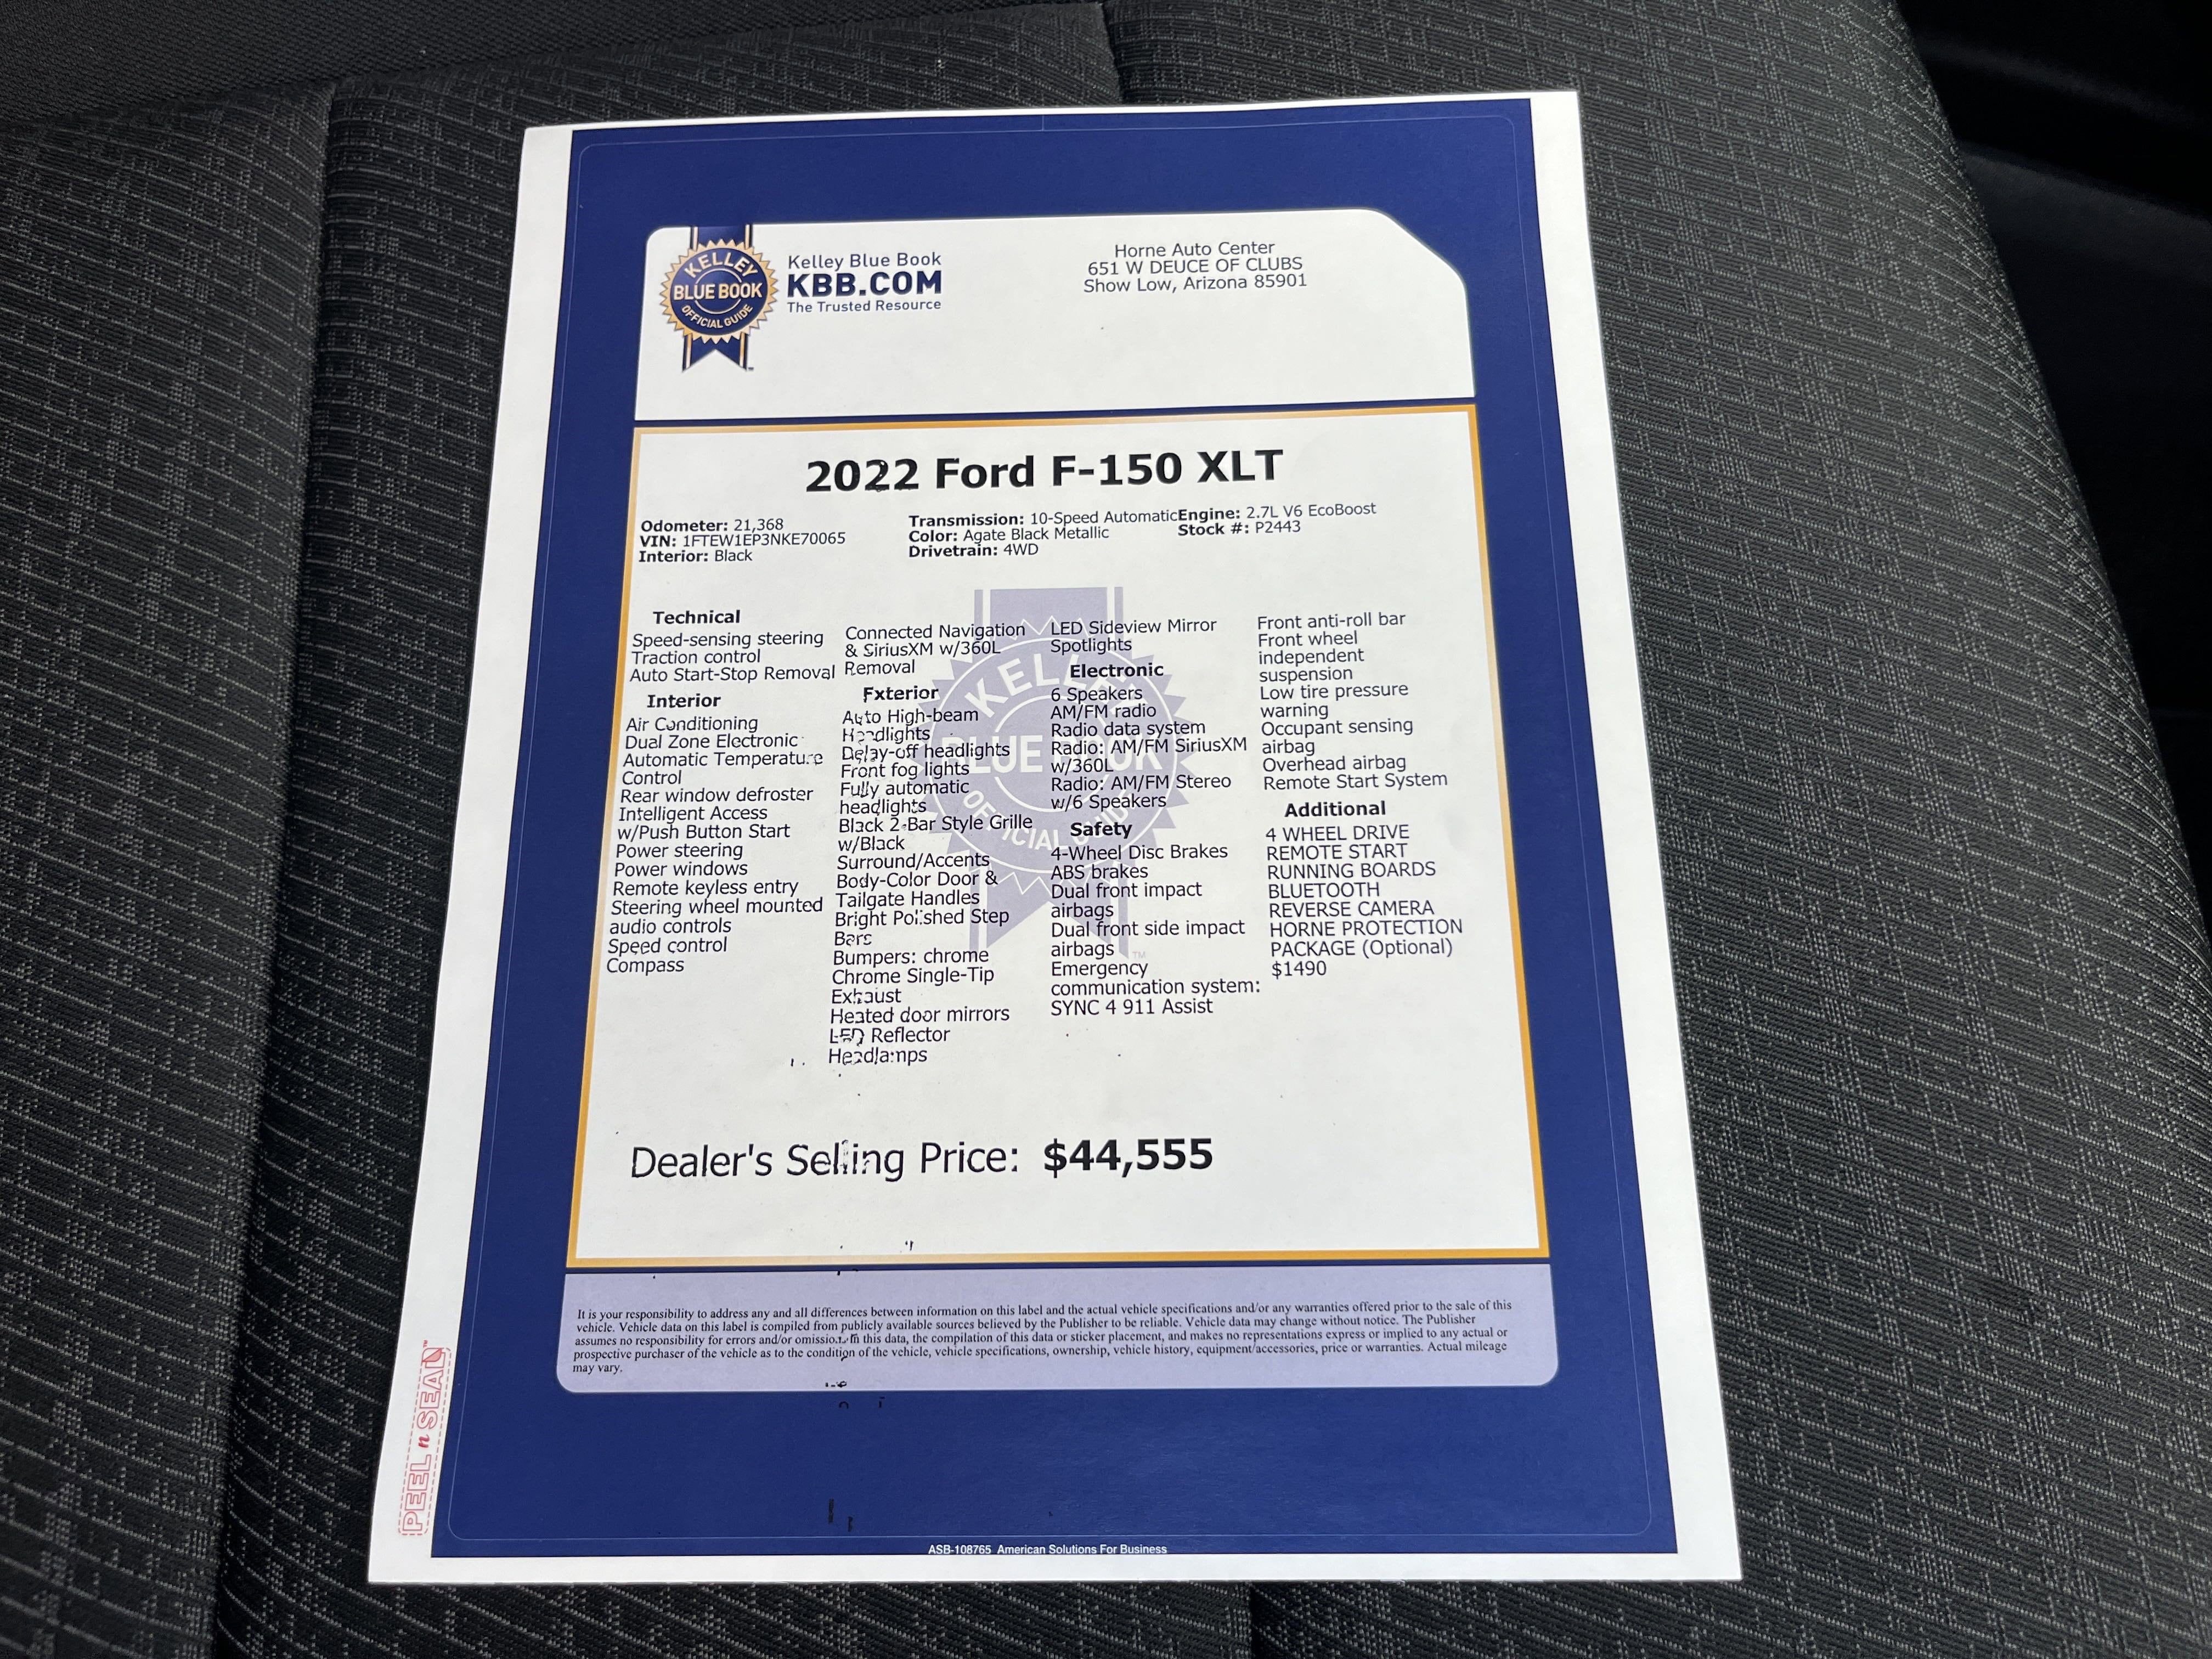 KELLEY
BLUE BOOK
OFFICIAL GUIDE
Kelley Blue Book
KBB.COM
The Trusted Resource
Horne Auto Center
651 W DEUCE OF CLUBS
Show Low, Arizona 85901
2022 Ford F-150 XLT
Odometer: 21,368
VIN: 1FTEW1EP3NKE70065
Interior: Black
Transmission: 10-Speed Automatic
Color: Agate Black Metallic
Drivetrain: 4WD
Engine: 2.7L V6 EcoBoost
Stock #: P2443
Technical
Speed-sensing steering
Traction control
Auto Start-Stop Removal
Interior
Air Conditioning
Dual Zone Electronic
Automatic Temperature
Control
Rear window defroster
Intelligent Access
w/Push Button Start
Power steering
Power windows
Remote keyless entry
Steering wheel mounted
audio controls
Speed control
Compass
Connected Navigation
& SiriusXM w/360L
Removal
Exterior
Auto High-beam
Headlights
Delay-off headlights
Front fog lights
Fully automatic
headlights
Black 2-Bar Style Grille
w/Black
Surround/Accents
Body-Color Door &
Tailgate Handles
Bright Polished Step
Bars
Bumpers: chrome
Chrome Single-Tip
Exhaust
Heated door mirrors
LED Reflector
Headlamps
LED Sideview Mirror
Spotlights
Electronic
6 Speakers
AM/FM radio
Radio data system
Radio: AM/FM SiriusXM
w/360L
Radio: AM/FM Stereo
w/6 Speakers
Safety
4-Wheel Disc Brakes
ABS brakes
Dual front impact
airbags
Dual front side impact
airbags
Emergency
communication system:
SYNC 4 911 Assist
Front anti-roll bar
Front wheel
independent
suspension
Low tire pressure
warning
Occupant sensing
airbag
Overhead airbag
Remote Start System
Additional
4 WHEEL DRIVE
REMOTE START
RUNNING BOARDS
BLUETOOTH
REVERSE CAMERA
HORNE PROTECTION
PACKAGE (Optional)
$1490
KELLEY
BLUE BOOK
OFFICIAL GUIDE
TM
Dealer's Selling Price: $44,555
It is your responsibility to address any and all differences between information on this label and the actual vehicle specifications and/or any warranties offered prior to the sale of this
vehicle. Vehicle data on this label is compiled from publicly available sources believed by the Publisher to be reliable. Vehicle data may change without notice. The Publisher
assumes no responsibility for errors and/or omissions in this data, the compilation of this data or sticker placement, and makes no representations express or implied to any actual or
prospective purchaser of the vehicle as to the condition of the vehicle, vehicle specifications, ownership, vehicle history, equipment/accessories, price or warranties. Actual mileage
may vary.
PEEL n SEAL
ASB-108765 American Solutions For Business